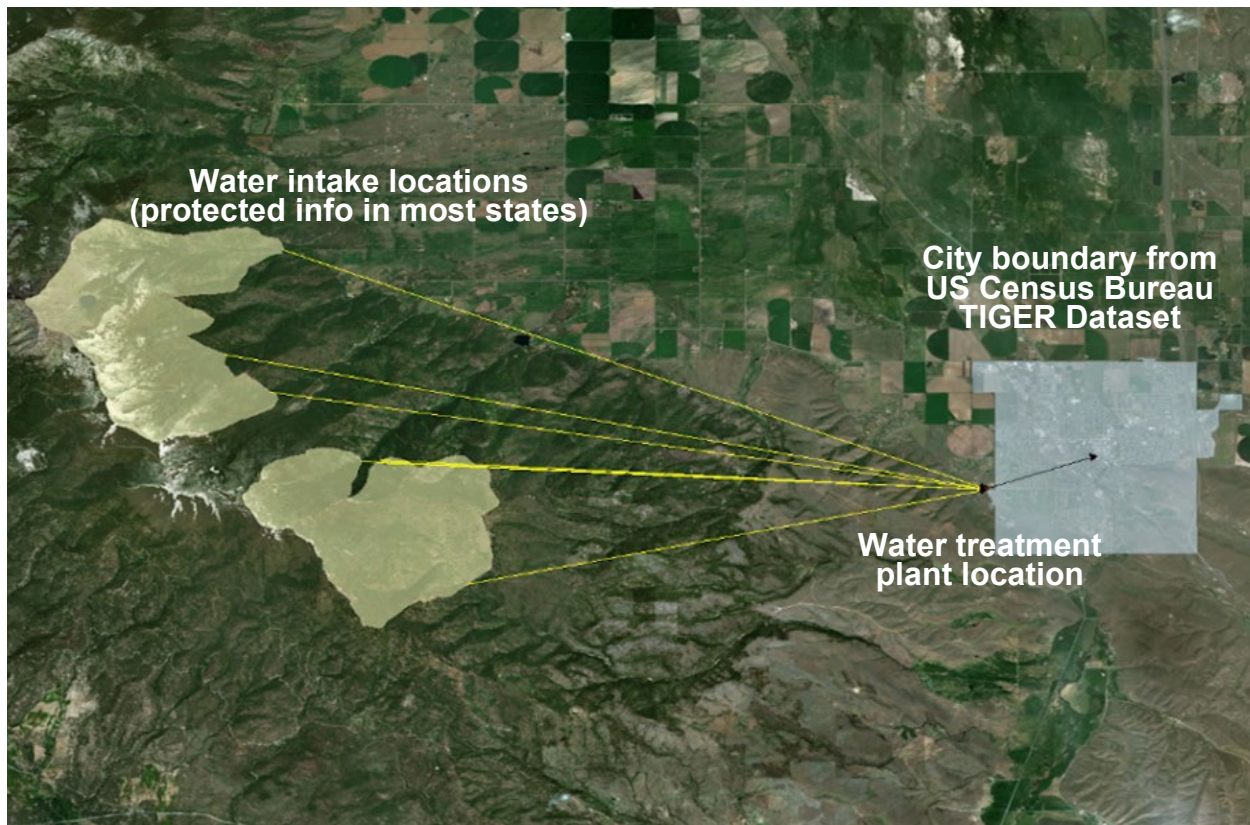 Water intake locations
(protected info in most states)
City boundary from
US Census Bureau
TIGER Dataset
Water treatment
plant location